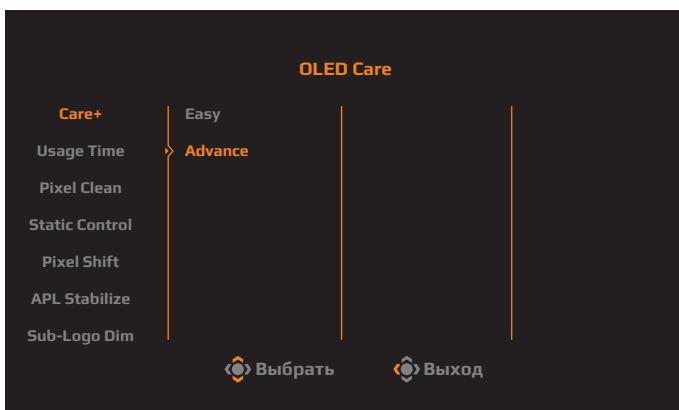 OLED Care
Care+ Easy
Usage Time Advance
Pixel Clean
Static Control
Pixel Shift
APL Stabilize
Sub-Logo Dim
Выбрать Выход